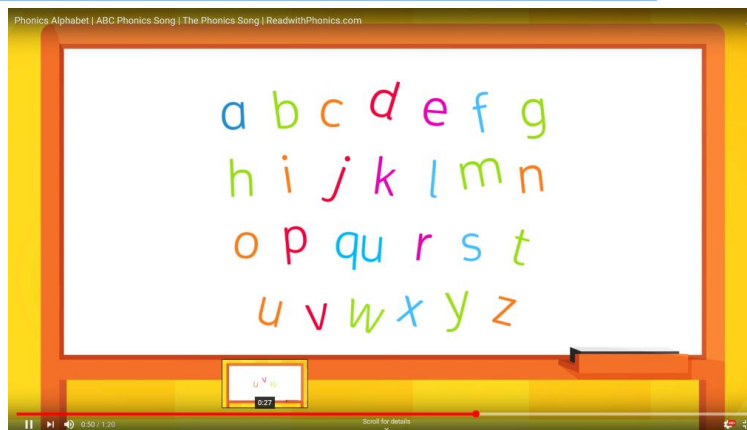 Phonics Alphabet | ABC Phonics Song | The Phonics Song | ReadwithPhonics.com
a b c d e f g
h i j k l m n
o p qu r s t
u v w x y z
u v w
0:27
0:50 / 1:20
Scroll for details